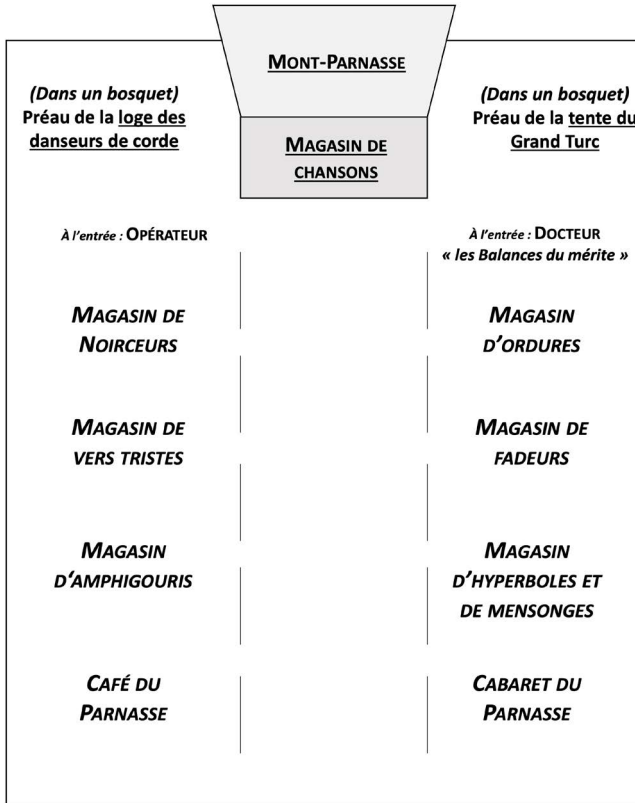 MONT-PARNASSE
MAGASIN DE
CHANSONS
(Dans un bosquet)
Préau de la loge des
danseurs de corde
(Dans un bosquet)
Préau de la tente du
Grand Turc
À l'entrée : OPÉRATEUR
À l'entrée : DOCTEUR
« les Balances du mérite »
MAGASIN DE
NOIRCEURS
MAGASIN
D'ORDURES
MAGASIN DE
VERS TRISTES
MAGASIN DE
FADEURS
MAGASIN
D'AMPHIGOURIS
MAGASIN
D'HYPERBOLES ET
DE MENSONGES
CAFÉ DU
PARNASSE
CABARET DU
PARNASSE